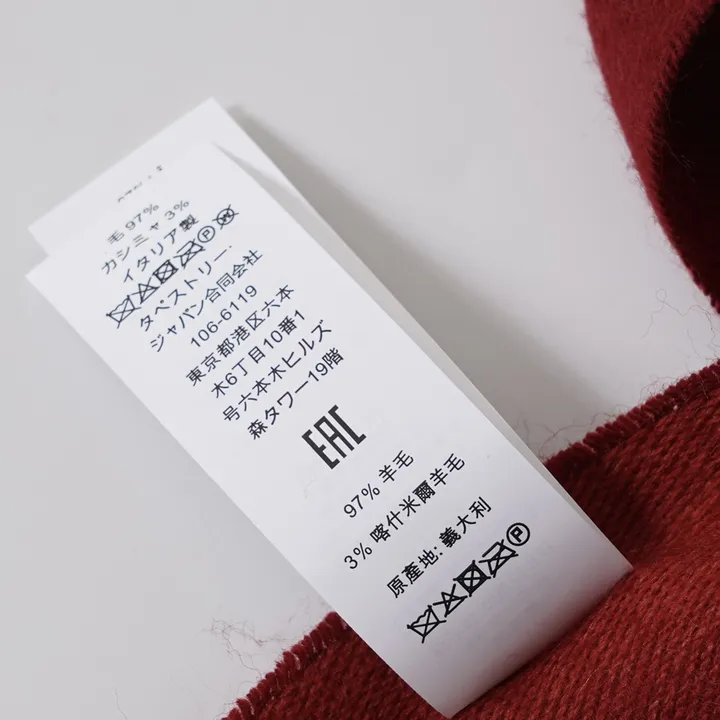 毛 97%
カシミヤ 3%
イタリア製
P W
タペストリー・
ジャパン合同会社
106-6119
東京都港区六本
木6丁目10番1
号六本木ヒルズ
森タワー19階
EAC
97% 羊毛
3% 喀什米爾羊毛
原產地: 義大利
P